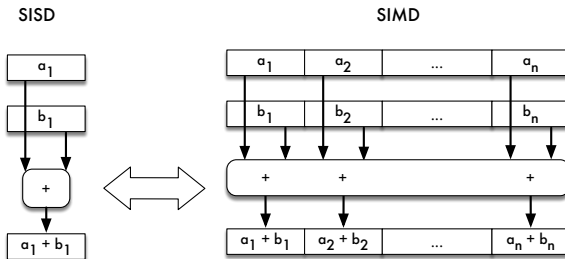 SISD
a1
b1
+
a1 + b1
SIMD
a1 a2 ... an
b1 b2 ... bn
+ + +
a1 + b1 a2 + b2 ... an + bn